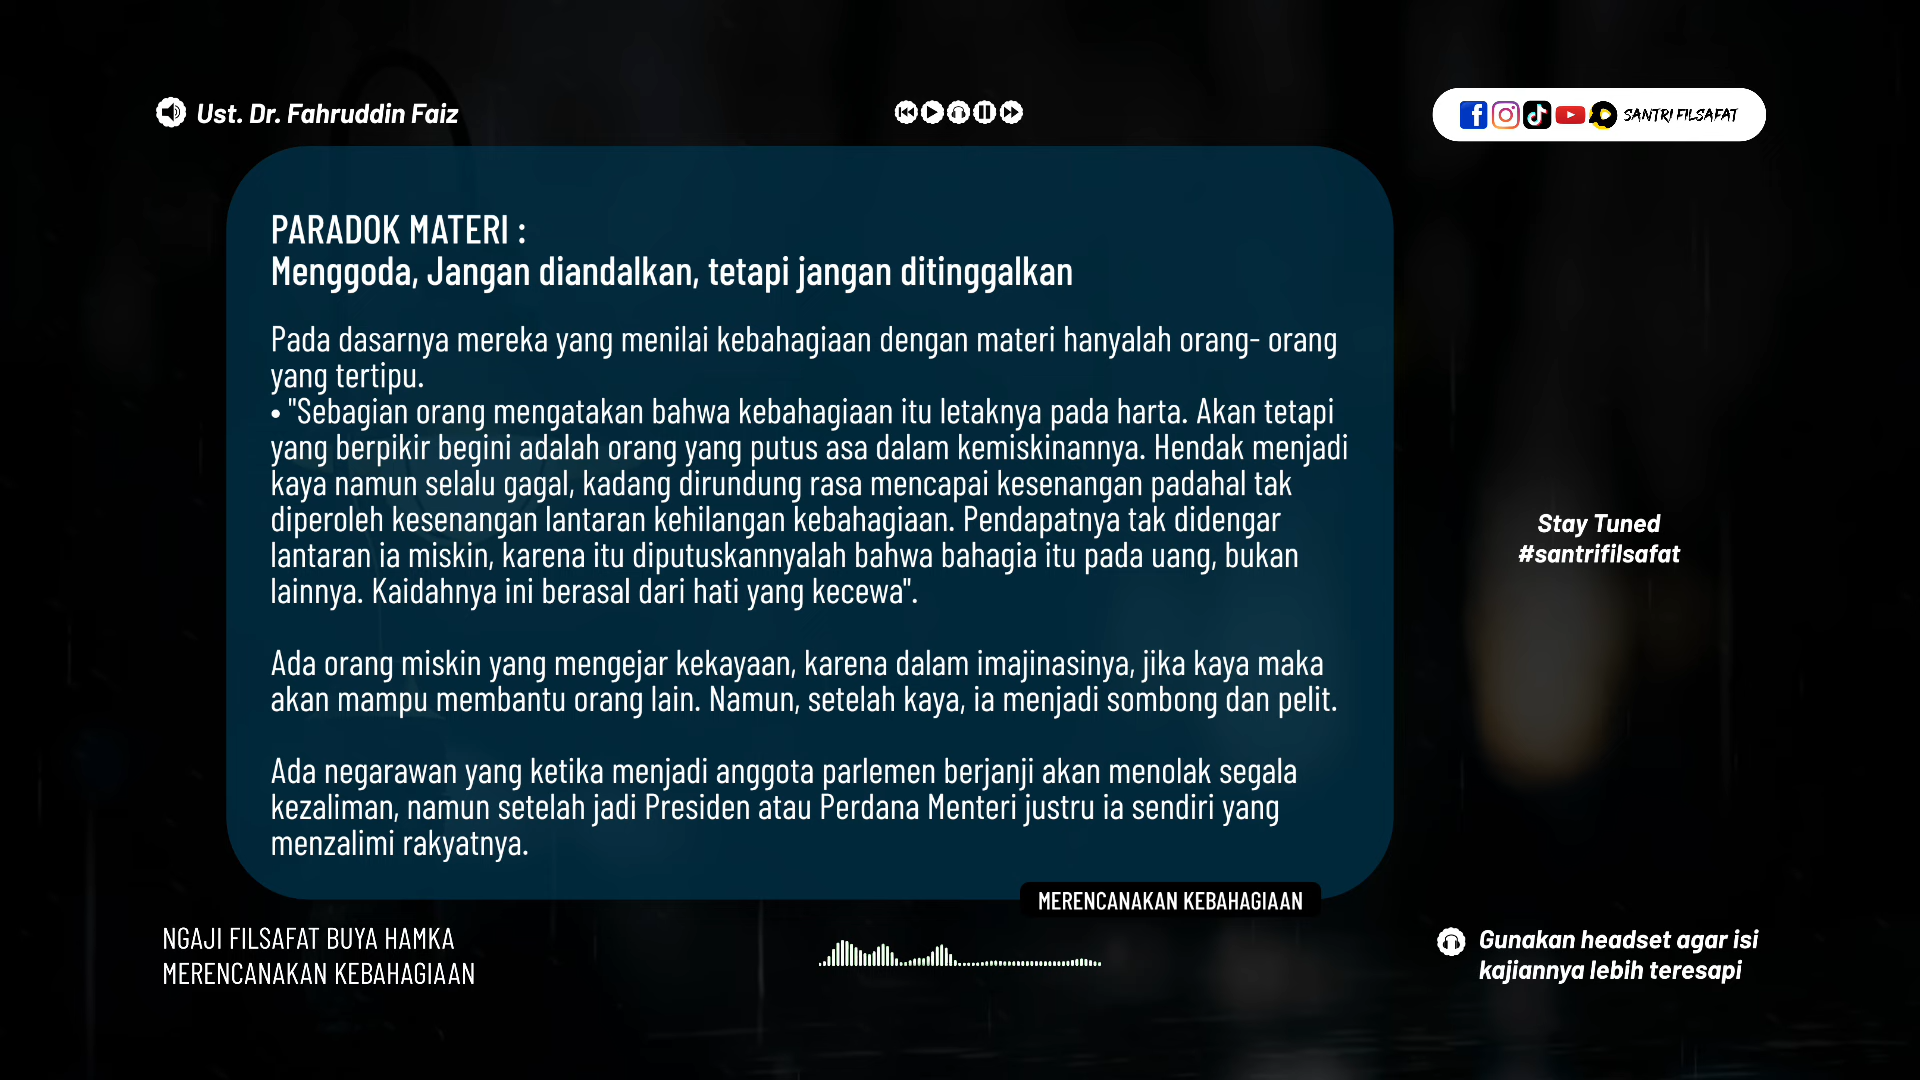 Ust. Dr. Fahruddin Faiz
SANTRI FILSAFAT
PARADOK MATERI :
Menggoda, Jangan diandalkan, tetapi jangan ditinggalkan
Pada dasarnya mereka yang menilai kebahagiaan dengan materi hanyalah orang- orang
yang tertipu.
• "Sebagian orang mengatakan bahwa kebahagiaan itu letaknya pada harta. Akan tetapi
yang berpikir begini adalah orang yang putus asa dalam kemiskinannya. Hendak menjadi
kaya namun selalu gagal, kadang dirundung rasa mencapai kesenangan padahal tak
diperoleh kesenangan lantaran kehilangan kebahagiaan. Pendapatnya tak didengar
lantaran ia miskin, karena itu diputuskannyalah bahwa bahagia itu pada uang, bukan
lainnya. Kaidahnya ini berasal dari hati yang kecewa".
Ada orang miskin yang mengejar kekayaan, karena dalam imajinasinya, jika kaya maka
akan mampu membantu orang lain. Namun, setelah kaya, ia menjadi sombong dan pelit.
Ada negarawan yang ketika menjadi anggota parlemen berjanji akan menolak segala
kezaliman, namun setelah jadi Presiden atau Perdana Menteri justru ia sendiri yang
menzalimi rakyatnya.
Stay Tuned
#santrifilsafat
MERENCANAKAN KEBAHAGIAAN
NGAJI FILSAFAT BUYA HAMKA
MERENCANAKAN KEBAHAGIAAN
Gunakan headset agar isi
kajiannya lebih teresapi